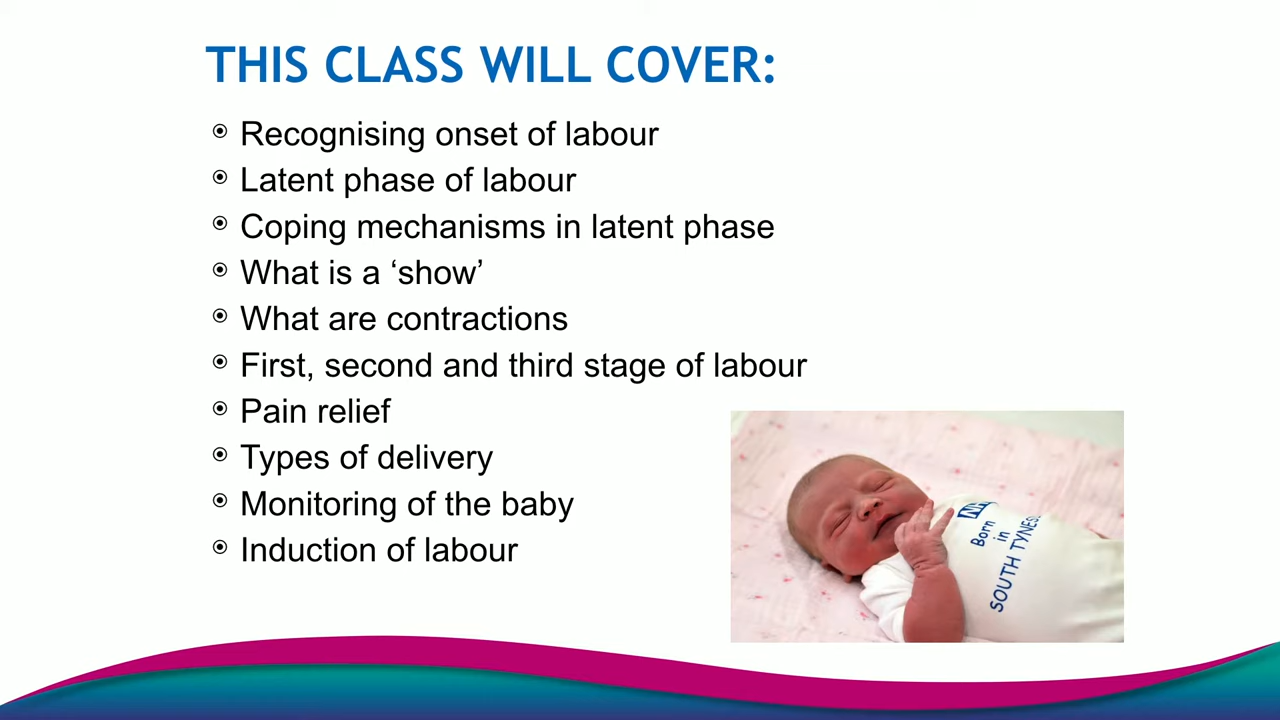 THIS CLASS WILL COVER:
Recognising onset of labour
Latent phase of labour
Coping mechanisms in latent phase
What is a ‘show’
What are contractions
First, second and third stage of labour
Pain relief
Types of delivery
Monitoring of the baby
Induction of labour
Born
in
SOUTH